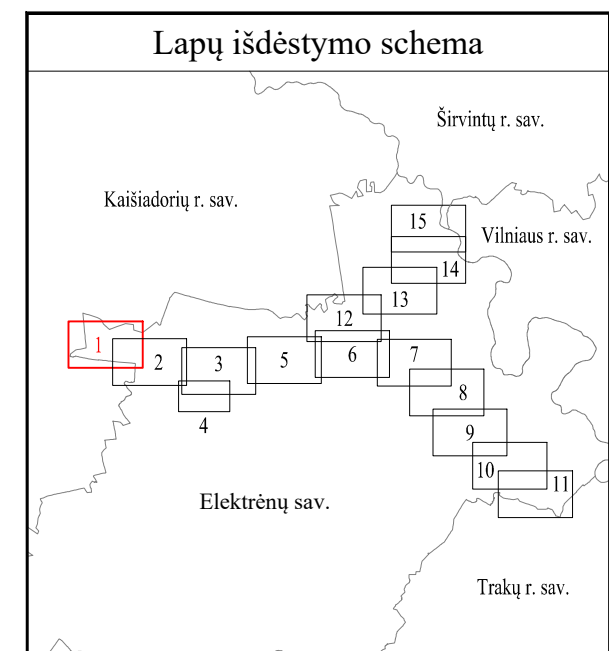 Lapų išdėstymo schema
Širvintų r. sav.
Kaišiadorių r. sav.
15
Vilniaus r. sav.
14
13
12
1
2
3
5
6
7
8
4
9
10
11
Elektrėnų sav.
Trakų r. sav.